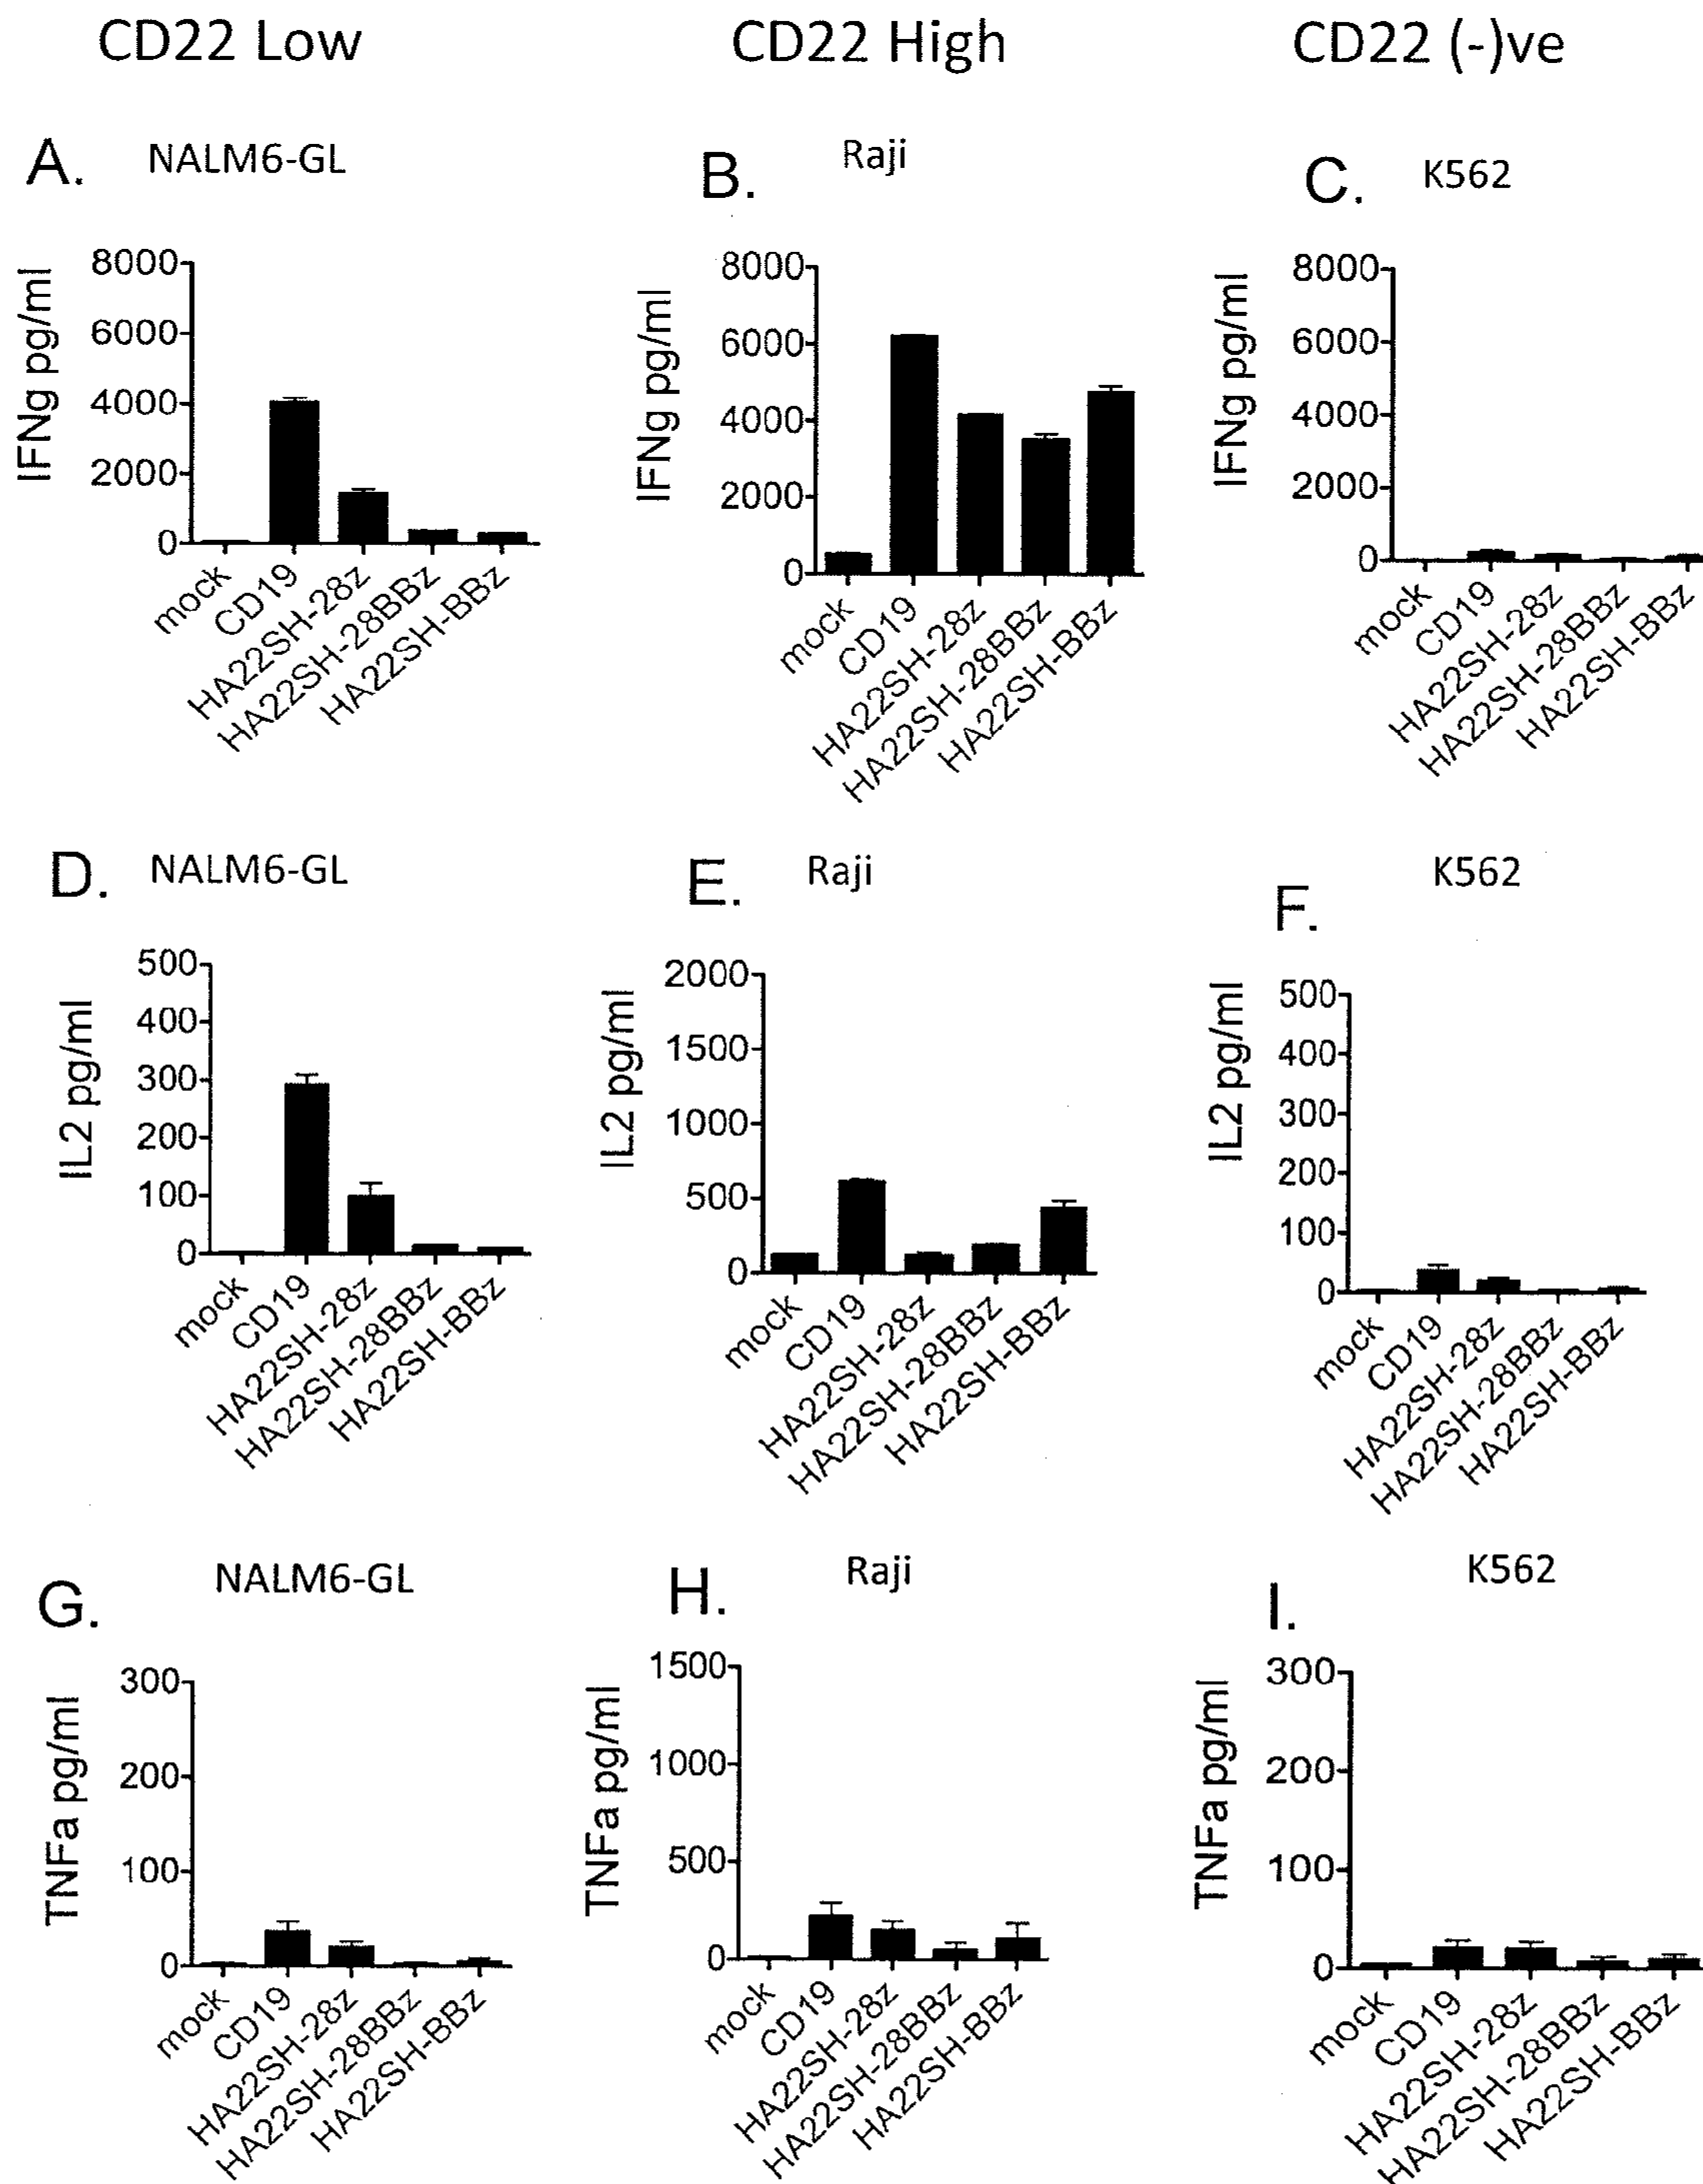 CD22 Low
CD22 High
CD22 (-)ve
A.
NALM6-GL
IFNg pg/ml
8000
6000
4000
2000
0
mock
CD19
HA22SH-28z
HA22SH-28BBz
HA22SH-BBz
B.
Raji
IFNg pg/ml
8000
6000
4000
2000
0
mock
CD19
HA22SH-28z
HA22SH-28BBz
HA22SH-BBz
C.
K562
IFNg pg/ml
8000
6000
4000
2000
0
mock
CD19
HA22SH-28z
HA22SH-28BBz
HA22SH-BBz
D.
NALM6-GL
IL2 pg/ml
500
400
300
200
100
0
mock
CD19
HA22SH-28z
HA22SH-28BBz
HA22SH-BBz
E.
Raji
IL2 pg/ml
2000
1500
1000
500
0
mock
CD19
HA22SH-28z
HA22SH-28BBz
HA22SH-BBz
F.
K562
IL2 pg/ml
500
400
300
200
100
0
mock
CD19
HA22SH-28z
HA22SH-28BBz
HA22SH-BBz
G.
NALM6-GL
TNFa pg/ml
300
200
100
0
mock
CD19
HA22SH-28z
HA22SH-28BBz
HA22SH-BBz
H.
Raji
TNFa pg/ml
1500
1000
500
0
mock
CD19
HA22SH-28z
HA22SH-28BBz
HA22SH-BBz
I.
K562
TNFa pg/ml
300
200
100
0
mock
CD19
HA22SH-28z
HA22SH-28BBz
HA22SH-BBz